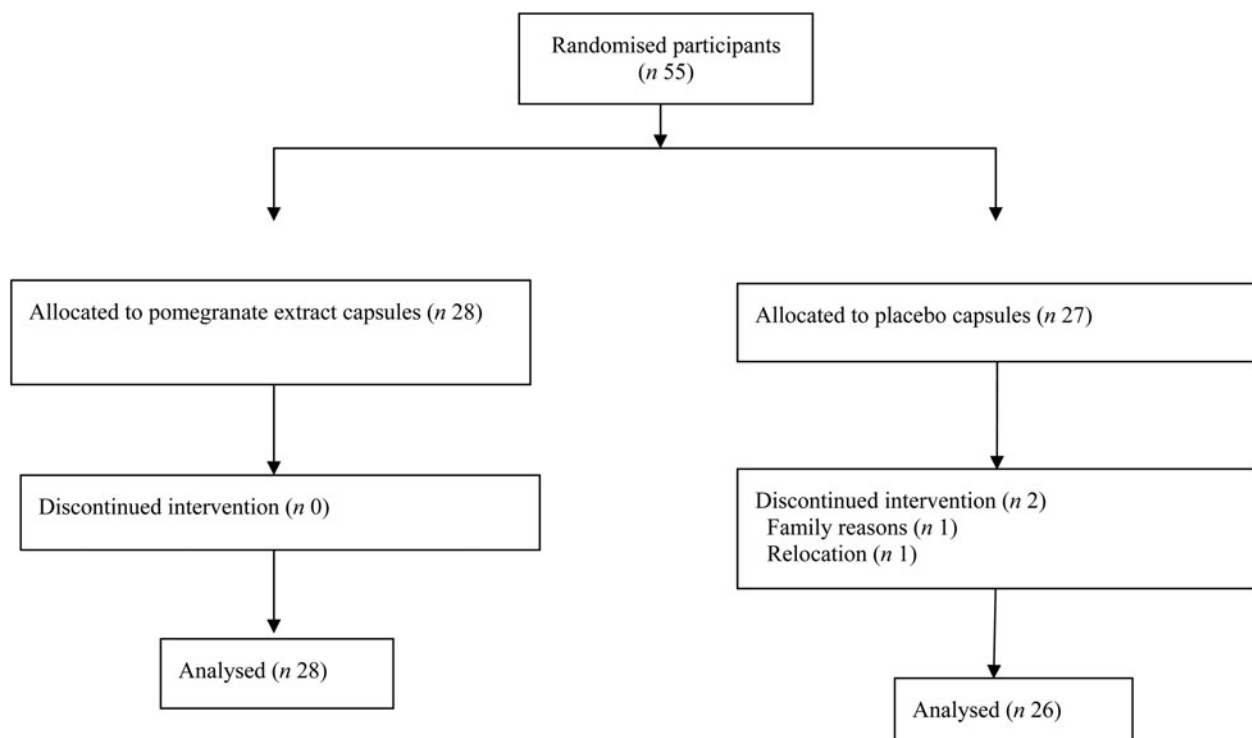 Randomised participants
(n 55)
Allocated to pomegranate extract capsules (n 28)
Allocated to placebo capsules (n 27)
Discontinued intervention (n 0)
Discontinued intervention (n 2)
Family reasons (n 1)
Relocation (n 1)
Analysed (n 28)
Analysed (n 26)